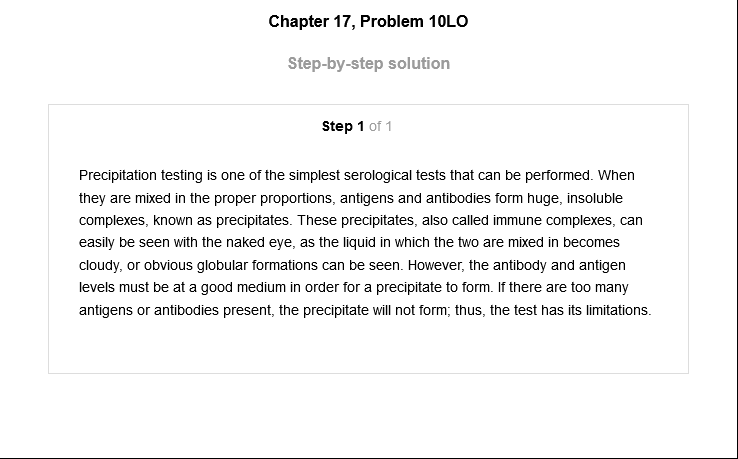 Chapter 17, Problem 10LO
Step-by-step solution
Step 1 of 1
Precipitation testing is one of the simplest serological tests that can be performed. When
they are mixed in the proper proportions, antigens and antibodies form huge, insoluble
complexes, known as precipitates. These precipitates, also called immune complexes, can
easily be seen with the naked eye, as the liquid in which the two are mixed in becomes
cloudy, or obvious globular formations can be seen. However, the antibody and antigen
levels must be at a good medium in order for a precipitate to form. If there are too many
antigens or antibodies present, the precipitate will not form; thus, the test has its limitations.